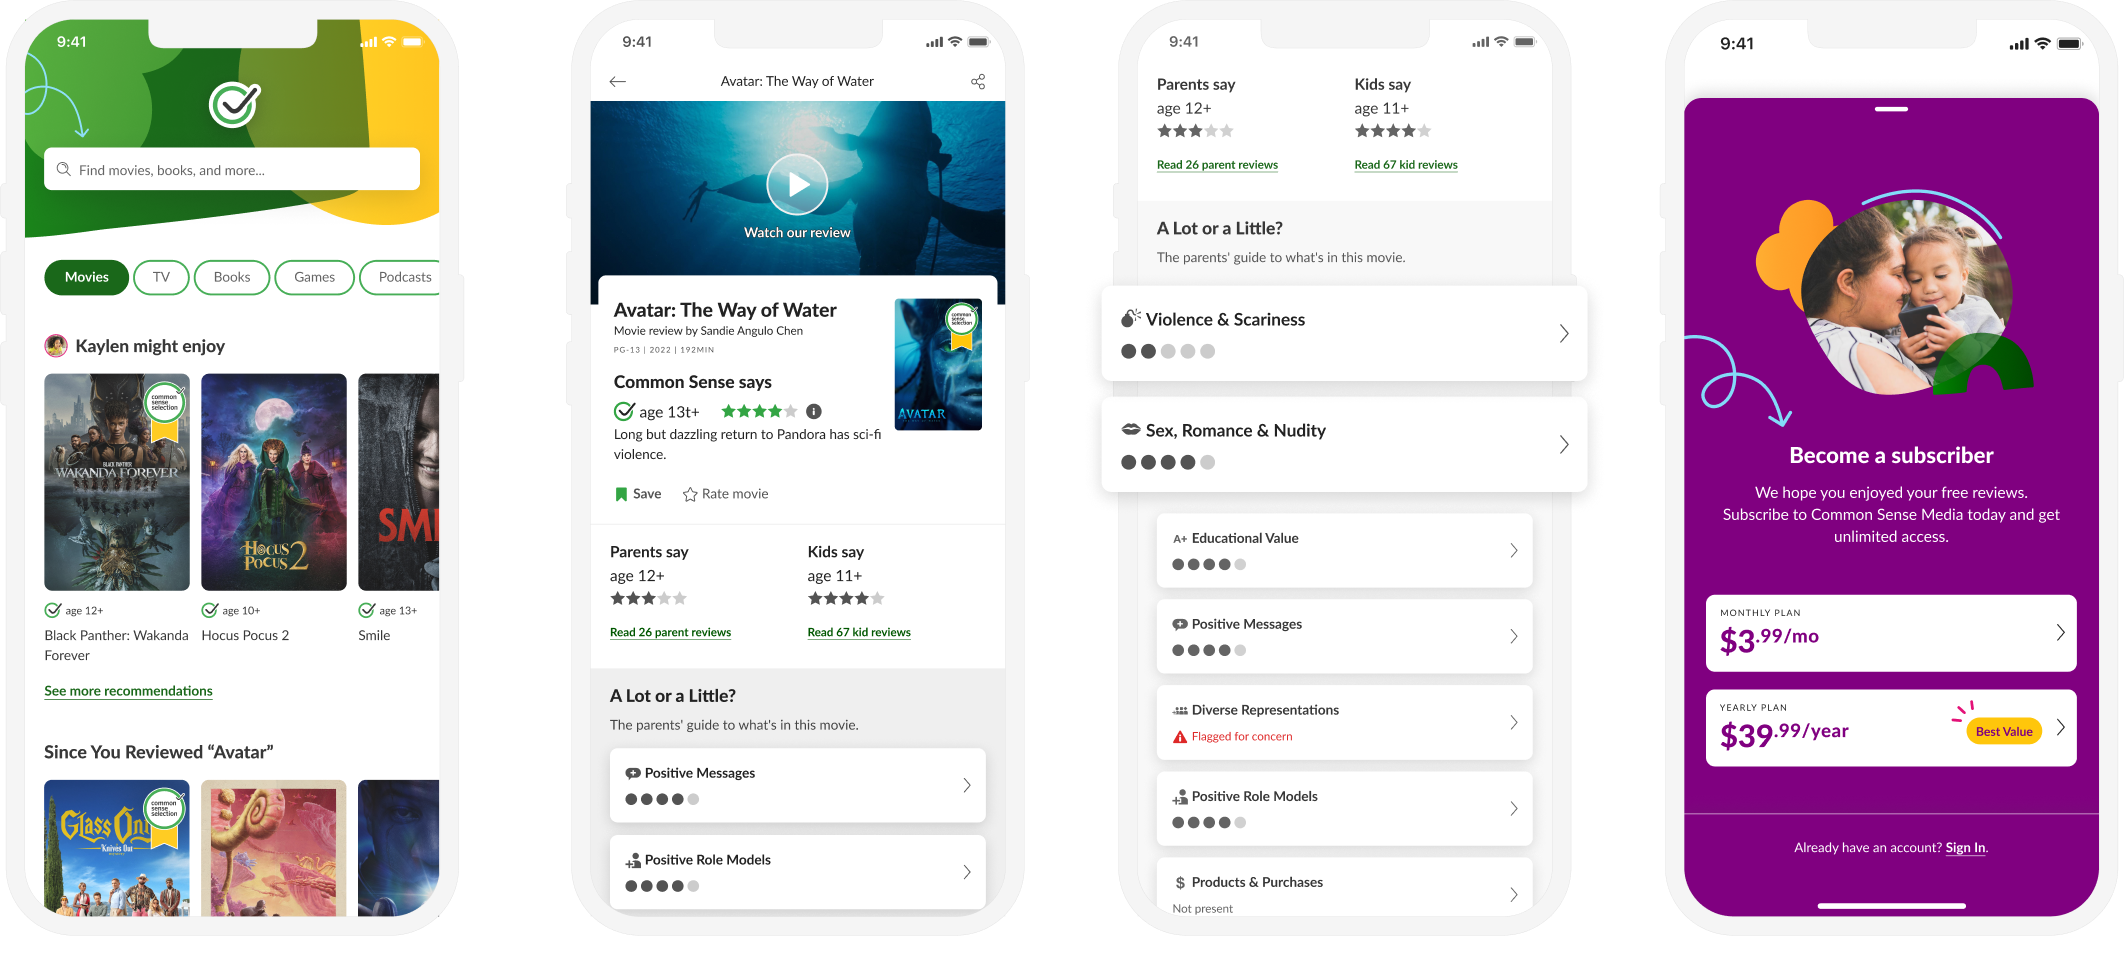 9:41
Find movies, books, and more...
Movies
TV
Books
Games
Podcasts
Kaylen might enjoy
common
sense
selection
BLACK PANTHER
WAKANDA FOREVER
HOCUS
POCUS 2
SMI
age 12+
age 10+
age 13+
Black Panther: Wakanda
Forever
Hocus Pocus 2
Smile
See more recommendations
Since You Reviewed “Avatar”
common
sense
selection
Glass Oni
Knives Out
9:41
Avatar: The Way of Water
Watch our review
Avatar: The Way of Water
Movie review by Sandie Angulo Chen
PG-13 | 2022 | 192MIN
common
sense
selection
AVATAR
Common Sense says
age 13t+
Long but dazzling return to Pandora has sci-fi
violence.
Save
Rate movie
Parents say
age 12+
Read 26 parent reviews
Kids say
age 11+
Read 67 kid reviews
A Lot or a Little?
The parents' guide to what's in this movie.
Positive Messages
Positive Role Models
9:41
Parents say
age 12+
Read 26 parent reviews
Kids say
age 11+
Read 67 kid reviews
A Lot or a Little?
The parents' guide to what's in this movie.
Violence & Scariness
Sex, Romance & Nudity
A+ Educational Value
Positive Messages
Diverse Representations
Flagged for concern
Positive Role Models
$ Products & Purchases
Not present
9:41
Become a subscriber
We hope you enjoyed your free reviews.
Subscribe to Common Sense Media today and get
unlimited access.
MONTHLY PLAN
$3.99/mo
YEARLY PLAN
$39.99/year
Best Value
Already have an account? Sign In.